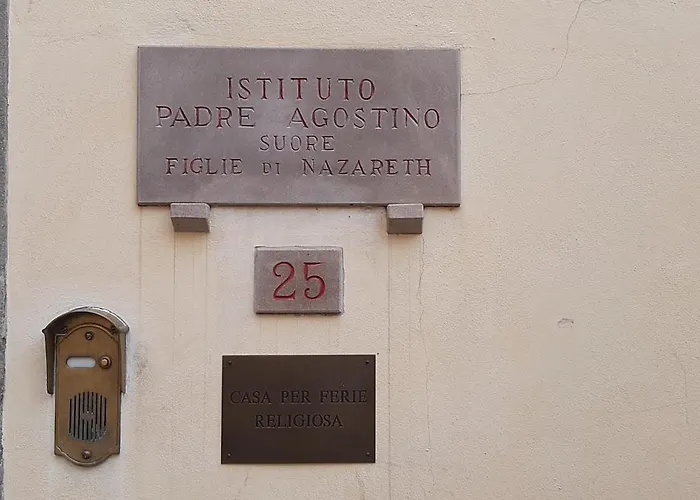 ISTITUTO
PADRE AGOSTINO
SUORE
FIGLIE DI NAZARETH
25
CASA PER FERIE
RELIGIOSA